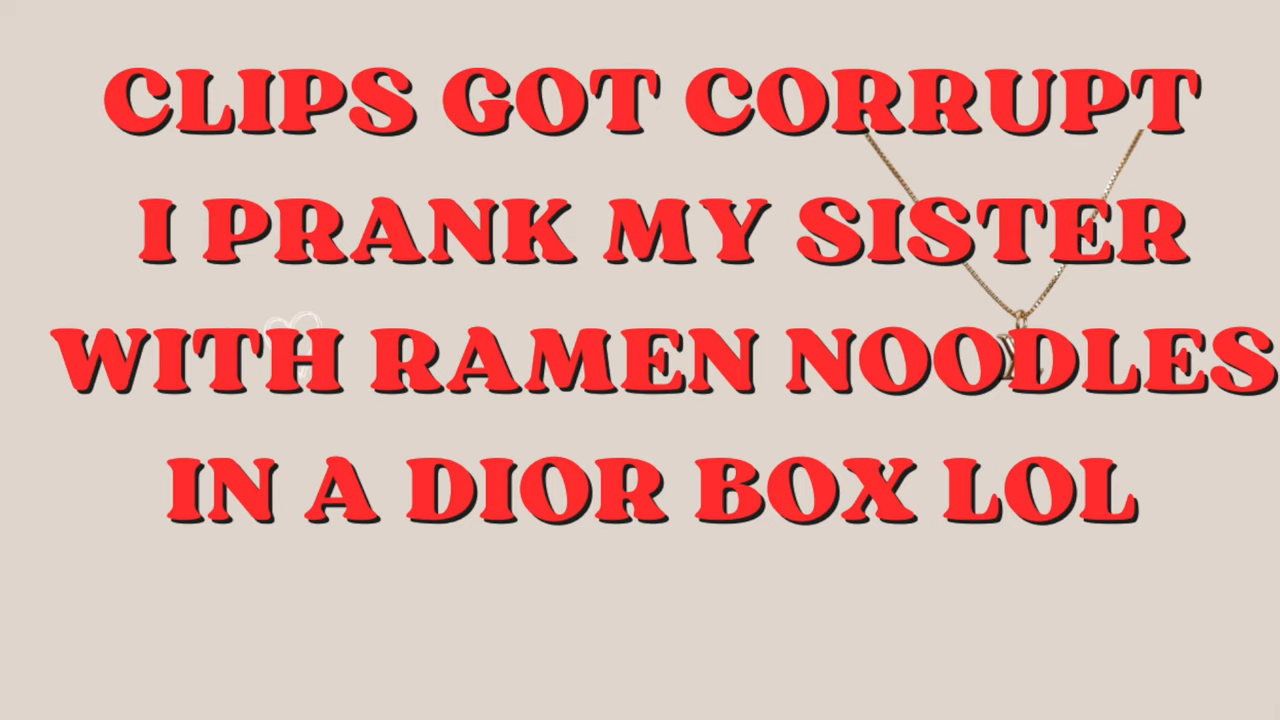 CLIPS GOT CORRUPT
I PRANK MY SISTER
WITH RAMEN NOODLES
IN A DIOR BOX LOL